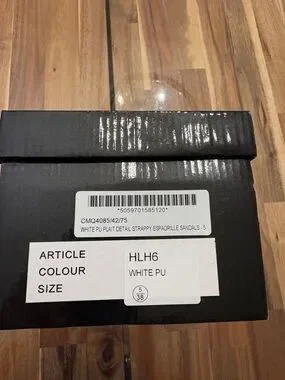 *5059701585120*
CMQ4085/42/75
WHITE PU PLAIT DETAIL STRAPPY ESPADRILLE SANDALS - 5
ARTICLE HLH6
COLOUR WHITE PU
SIZE 5
38